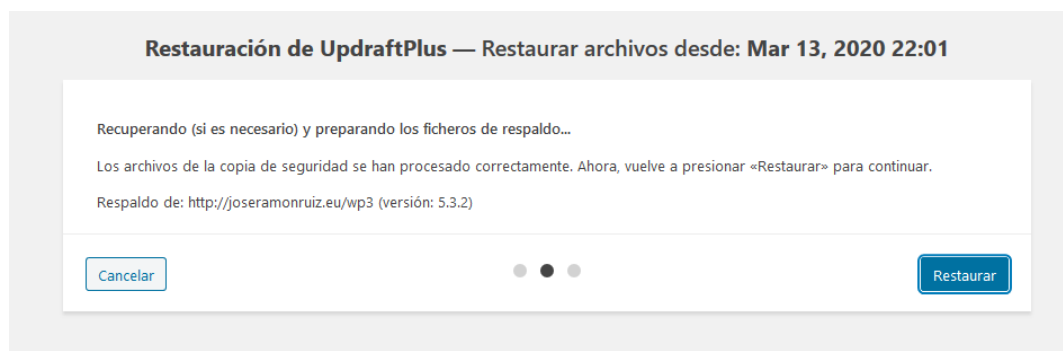 Restauración de UpdraftPlus — Restaurar archivos desde: Mar 13, 2020 22:01
Recuperando (si es necesario) y preparando los ficheros de respaldo...
Los archivos de la copia de seguridad se han procesado correctamente. Ahora, vuelve a presionar «Restaurar» para continuar.
Respaldo de: http://joseramonruiz.eu/wp3 (versión: 5.3.2)
Cancelar
Restaurar